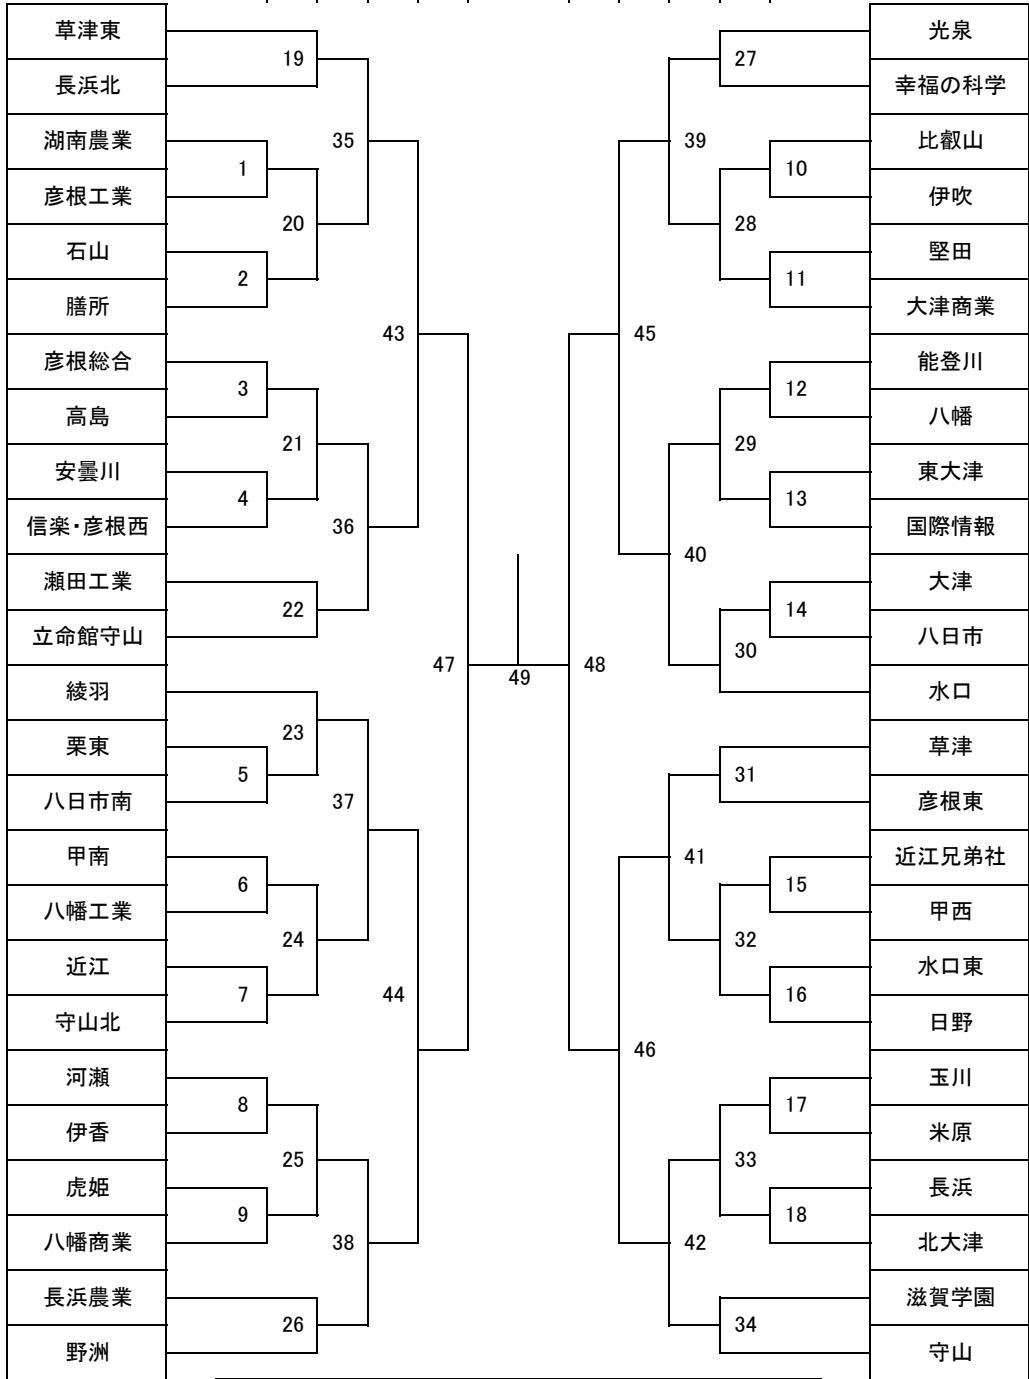 草津東
長浜北
湖南農業
彦根工業
石山
膳所
彦根総合
高島
安曇川
信楽・彦根西
瀬田工業
立命館守山
綾羽
栗東
八日市南
甲南
八幡工業
近江
守山北
河瀬
伊香
虎姫
八幡商業
長浜農業
野洲
1
2
3
4
5
6
7
8
9
19
20
21
22
23
24
25
26
35
36
37
38
43
44
47
49
48
45
46
39
40
41
42
27
28
29
30
31
32
33
34
10
11
12
13
14
15
16
17
18
光泉
幸福の科学
比叡山
伊吹
堅田
大津商業
能登川
八幡
東大津
国際情報
大津
八日市
水口
草津
彦根東
近江兄弟社
甲西
水口東
日野
玉川
米原
長浜
北大津
滋賀学園
守山